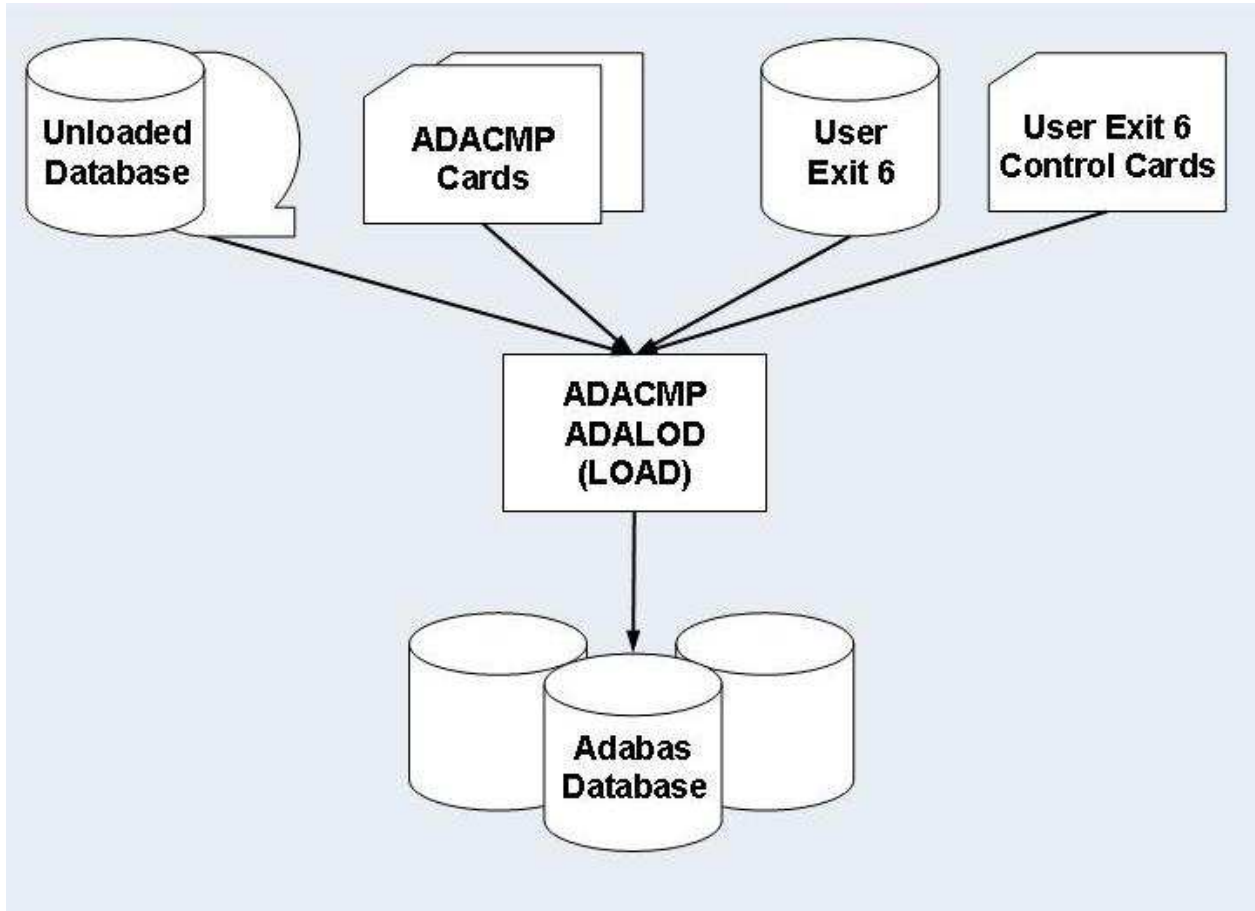 Unloaded
Database
ADACMP
Cards
User
Exit 6
User Exit 6
Control Cards
ADACMP
ADALOD
(LOAD)
Adabas
Database